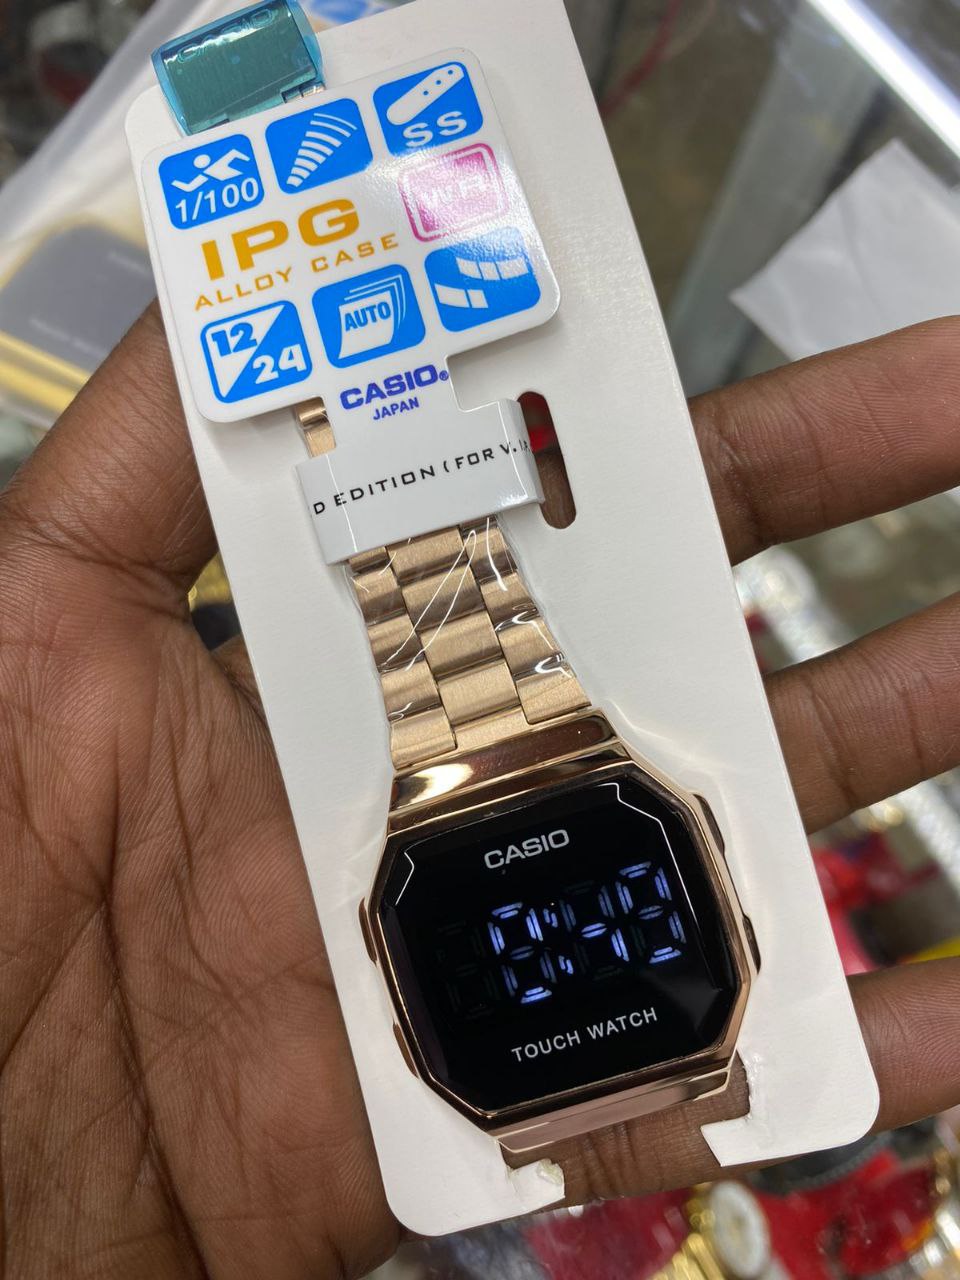 CASIO
1/100
SS
IPG
ALLOY CASE
12/24
AUTO
CASIO®
JAPAN
D EDITION (FOR V.I.
CASIO
TOUCH WATCH